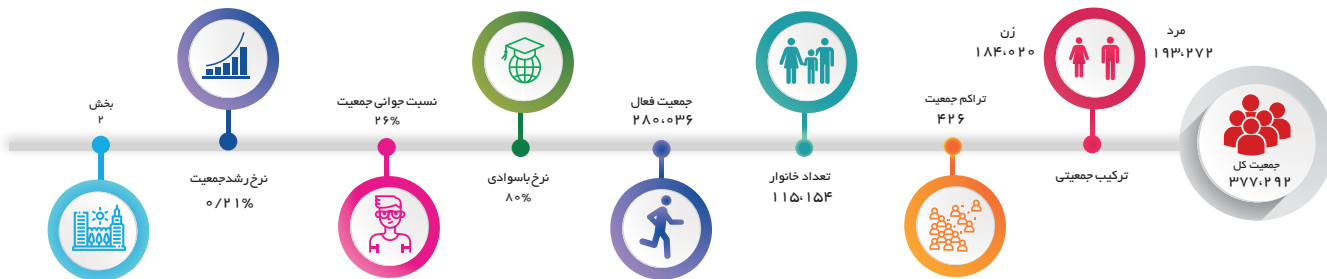 جمعیت کل
۳۷۷،۲۹۲
مرد
۱۹۳،۲۷۲
زن
۱۸۴،۰۲۰
ترکیب جمعیتی
تراکم جمعیت
۴۲۶
تعداد خانوار
۱۱۵،۱۵۴
جمعیت فعال
۲۸۰،۰۳۶
نرخ باسوادی
۸۰%
نسبت جوانی جمعیت
۲۶%
نرخ رشد جمعیت
۰/۲۱%
بخش
۲